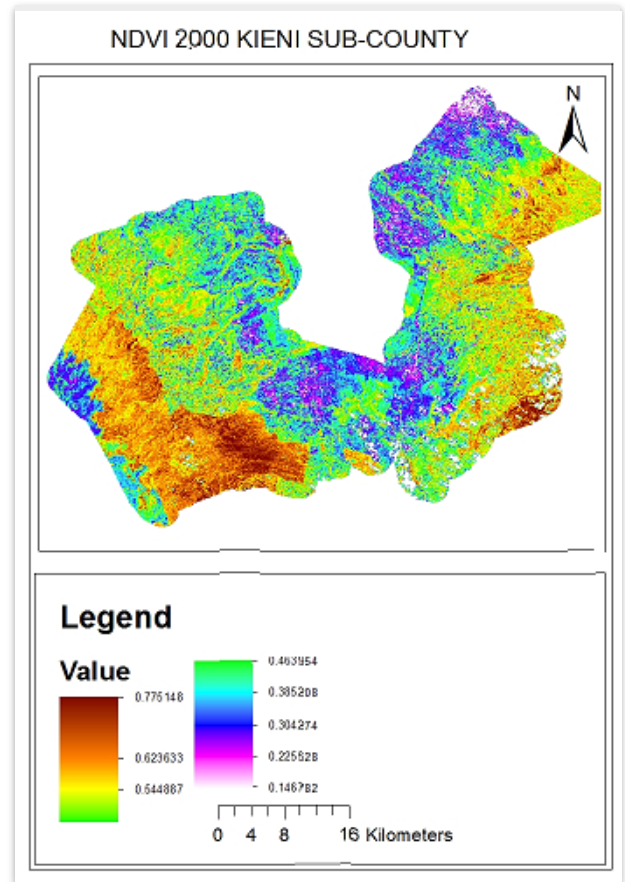 NDVI 2000 KIENI SUB-COUNTY
N
Legend
Value
0.775148
0.623633
0.544887
0.463954
0.385208
0.304274
0.225528
0.146782
0 4 8 16 Kilometers